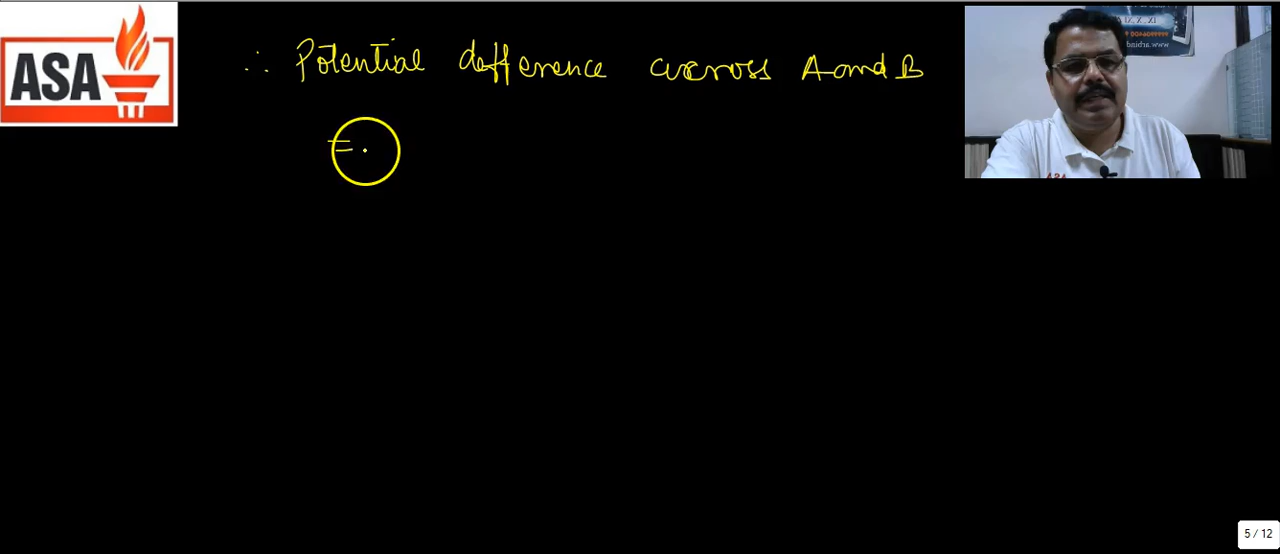 ASA
∴ Potential difference across A and B
=
5 / 12